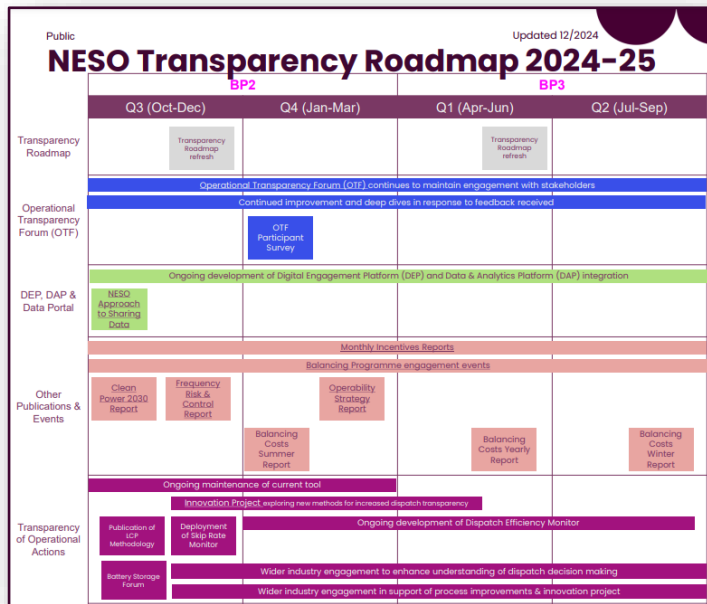 Public
Updated 12/2024
NESO Transparency Roadmap 2024-25
BP2
BP3
Q3 (Oct-Dec)
Q4 (Jan-Mar)
Q1 (Apr-Jun)
Q2 (Jul-Sep)
Transparency
Roadmap
Transparency
Roadmap
refresh
Transparency
Roadmap
refresh
Operational
Transparency
Forum (OTF)
Operational Transparency Forum (OTF) continues to maintain engagement with stakeholders
Continued improvement and deep dives in response to feedback received
OTF
Participant
Survey
DEP, DAP &
Data Portal
Ongoing development of Digital Engagement Platform (DEP) and Data & Analytics Platform (DAP) integration
NESO
Approach
to Sharing
Data
Other
Publications &
Events
Monthly Incentives Reports
Balancing Programme engagement events
Clean
Power 2030
Report
Frequency
Risk &
Control
Report
Operability
Strategy
Report
Balancing
Costs
Summer
Report
Balancing
Costs Yearly
Report
Balancing
Costs
Winter
Report
Transparency
of Operational
Actions
Ongoing maintenance of current tool
Innovation Project exploring new methods for increased dispatch transparency
Publication of
LCP
Methodology
Deployment
of Skip Rate
Monitor
Ongoing development of Dispatch Efficiency Monitor
Battery Storage
Forum
Wider industry engagement to enhance understanding of dispatch decision making
Wider industry engagement in support of process improvements & innovation project